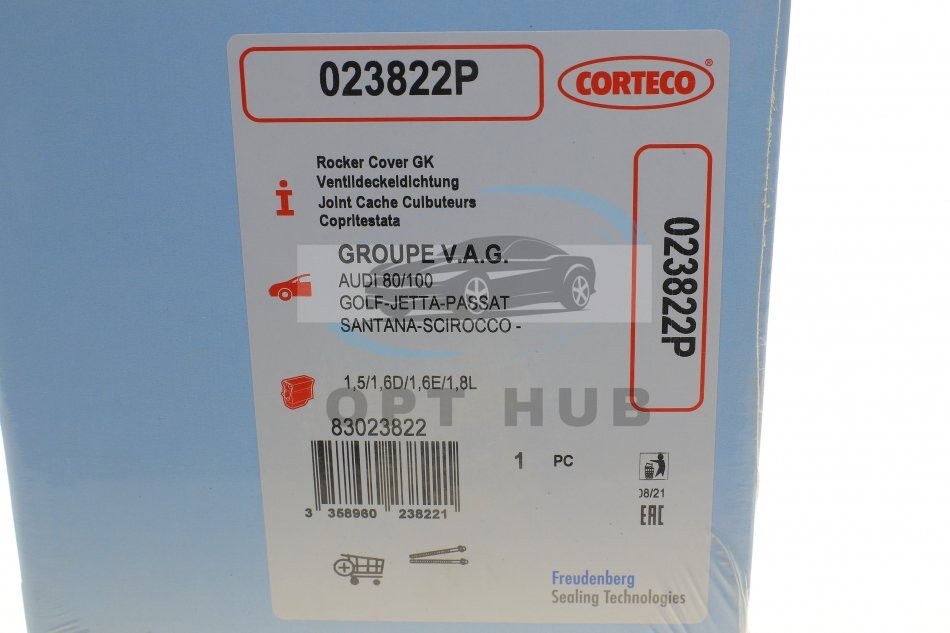 023822P
CORTECO®
Rocker Cover GK
Ventildeckeldichtung
Joint Cache Culbuteurs
Copritestata
GROUPE V.A.G.
AUDI 80/100
GOLF-JETTA-PASSAT
SANTANA-SCIROCCO -
023822P
1,5/1,6D/1,6E/1,8L
OPT HUB
83023822
1 PC
3 358960 238221
08/21
EAC
Freudenberg
Sealing Technologies